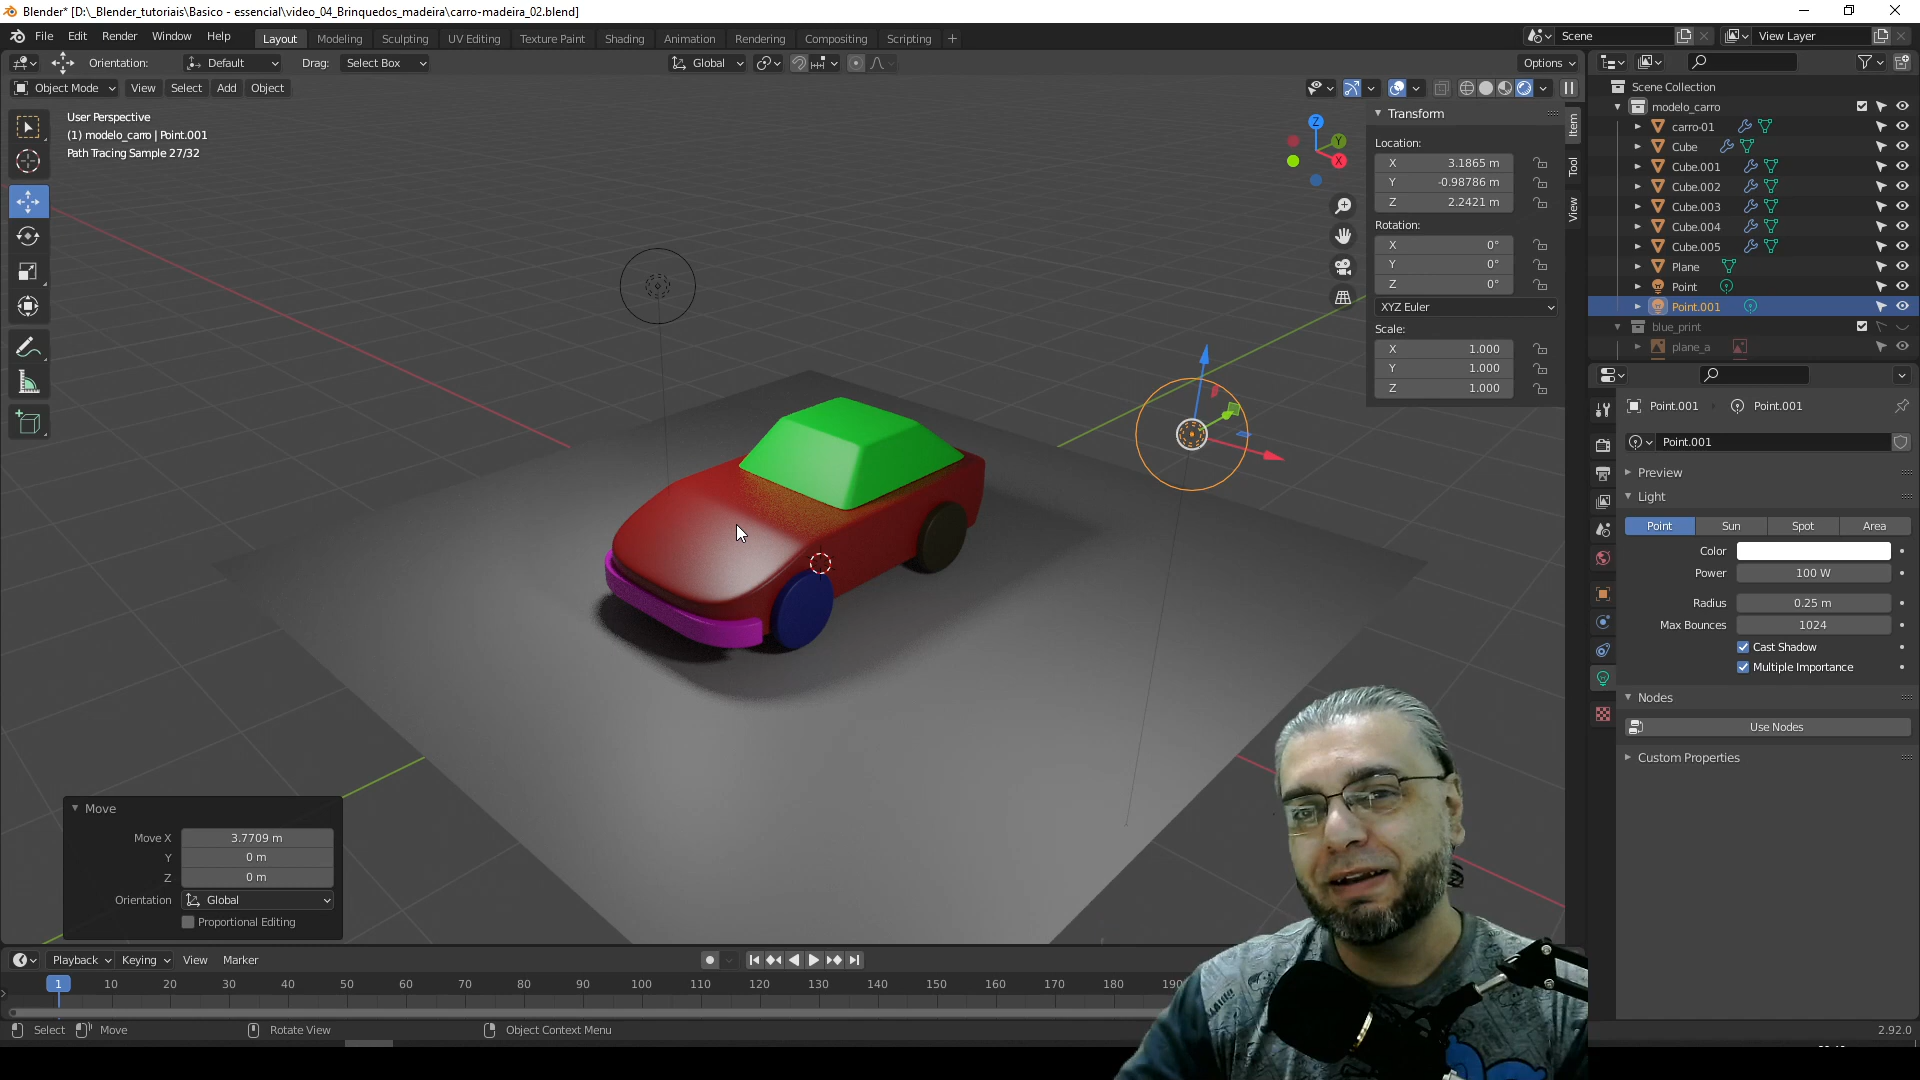 Blender* [D:\_Blender_tutoriais\Basico - essencial\video_04_Brinquedos_madeira\carro-madeira_02.blend]
File Edit Render Window Help
Layout Modeling Sculpting UV Editing Texture Paint Shading Animation Rendering Compositing Scripting +
Scene View Layer
Orientation: Default Drag: Select Box Global Options
Object Mode View Select Add Object
User Perspective
(1) modelo_carro | Point.001
Path Tracing Sample 27/32
Z
Y
X
Transform
Location:
X 3.1865 m
Y -0.98786 m
Z 2.2421 m
Rotation:
X 0°
Y 0°
Z 0°
XYZ Euler
Scale:
X 1.000
Y 1.000
Z 1.000
Item
Tool
View
Scene Collection
modelo_carro
carro-01
Cube
Cube.001
Cube.002
Cube.003
Cube.004
Cube.005
Plane
Point
Point.001
blue_print
plane_a
Point.001 Point.001
Point.001
Preview
Light
Point Sun Spot Area
Color
Power 100 W
Radius 0.25 m
Max Bounces 1024
Cast Shadow
Multiple Importance
Nodes
Use Nodes
Custom Properties
Move
Move X 3.7709 m
Y 0 m
Z 0 m
Orientation Global
Proportional Editing
Playback Keying View Marker
1 10 20 30 40 50 60 70 80 90 100 110 120 130 140 150 160 170 180 190
Select Move Rotate View Object Context Menu
2.92.0